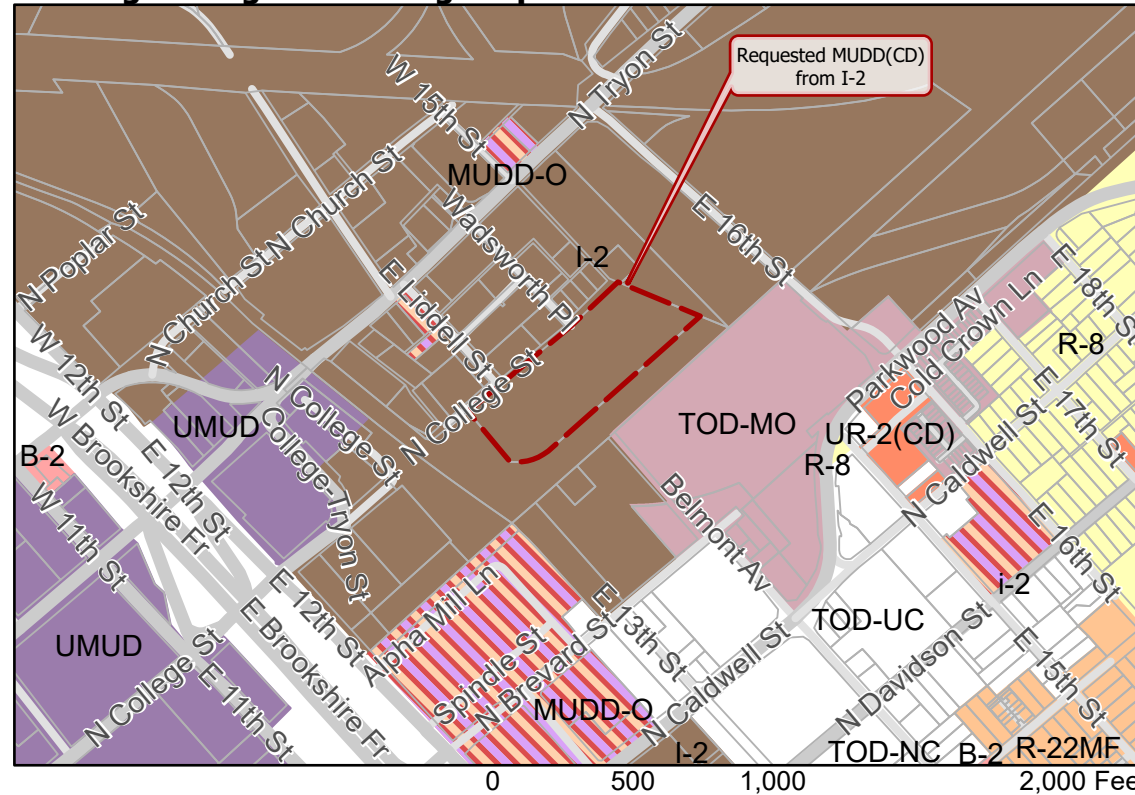 Requested MUDD(CD)
from I-2
N Tryon St
W 15th St
MUDD-O
N Church St
N Church St
N Poplar St
Wadsworth Pl
I-2
E 16th St
E Liddell St
N College St
W 12th St
W Brookshire Fr
E 12th St
UMUD
N College St
College-Tryon St
B-2
W 11th St
TOD-MO
Parkwood Av
Cold Crown Ln
E 18th St
R-8
E 17th St
UR-2(CD)
R-8
N Caldwell St
Belmont Av
E 16th St
i-2
UMUD
N College St
E 11th St
E Brookshire Fr
E 12th St
Alpha Mill Ln
Spindle St
N Brevard St
E 13th St
MUDD-O
N Caldwell St
TOD-UC
N Davidson St
E 15th St
I-2
TOD-NC
B-2
R-22MF
0 500 1,000 2,000 Fee